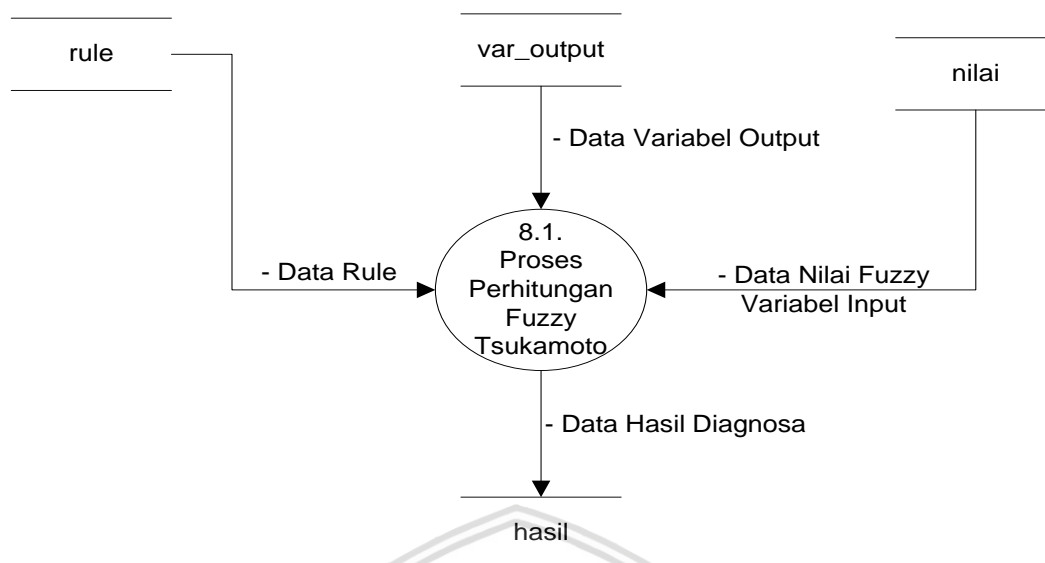 rule
var_output
nilai
- Data Variabel Output
8.1.
Proses
Perhitungan
Fuzzy
Tsukamoto
- Data Rule
- Data Nilai Fuzzy
Variabel Input
- Data Hasil Diagnosa
hasil